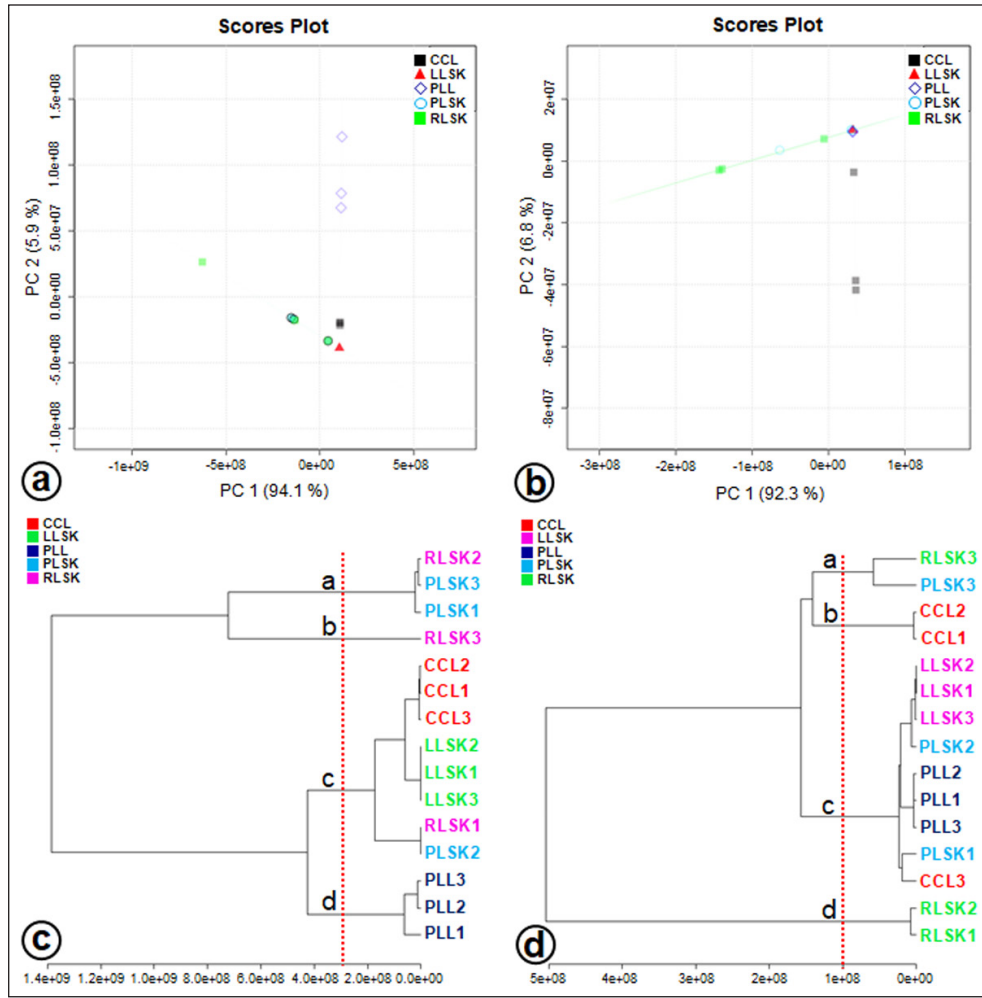 Scores Plot
CCL
LLSK
PLL
PLSK
RLSK
PC 2 (5.9 %)
1.5e+08
1.0e+08
5.0e+07
0.0e+00
-5.0e+08
-1.0e+08
-1e+09
-5e+08
0e+00
5e+08
PC 1 (94.1 %)
a
Scores Plot
CCL
LLSK
PLL
PLSK
RLSK
PC 2 (6.8 %)
2e+07
0e+00
-2e+07
-4e+07
-6e+07
-8e+07
-3e+08
-2e+08
-1e+08
0e+00
1e+08
PC 1 (92.3 %)
b
CCL
LLSK
PLL
PLSK
RLSK
a
b
c
d
RLSK2
PLSK3
PLSK1
RLSK3
CCL2
CCL1
CCL3
LLSK2
LLSK1
LLSK3
RLSK1
PLSK2
PLL3
PLL2
PLL1
c
1.4e+09
1.2e+09
1.0e+09
8.0e+08
6.0e+08
4.0e+08
2.0e+08
0.0e+00
CCL
LLSK
PLL
PLSK
RLSK
a
b
c
d
RLSK3
PLSK3
CCL2
CCL1
LLSK2
LLSK1
LLSK3
PLSK2
PLL2
PLL1
PLL3
PLSK1
CCL3
RLSK2
RLSK1
d
5e+08
4e+08
3e+08
2e+08
1e+08
0e+00